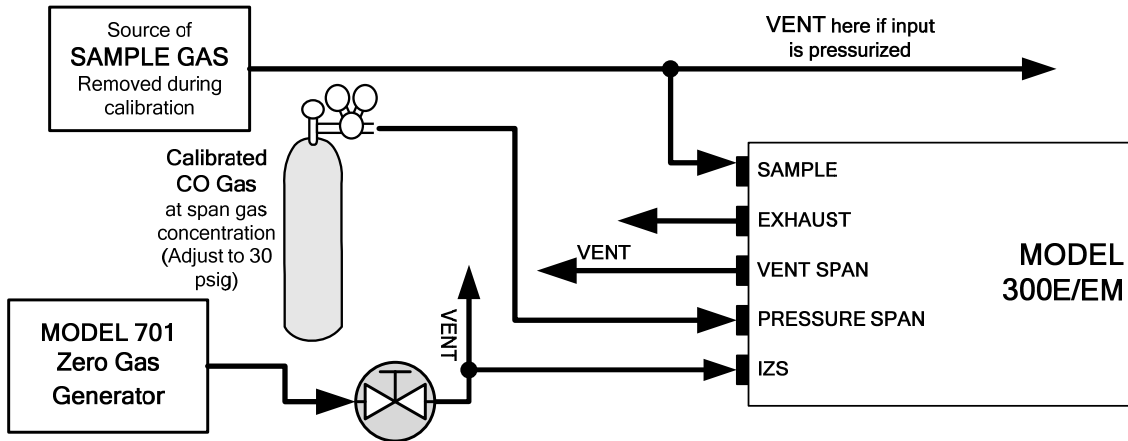 Source of
SAMPLE GAS
Removed during
calibration
VENT here if input
is pressurized
Calibrated
CO Gas
at span gas
concentration
(Adjust to 30
psig)
MODEL 701
Zero Gas
Generator
VENT
VENT
SAMPLE
EXHAUST
VENT SPAN
PRESSURE SPAN
IZS
MODEL
300E/EM